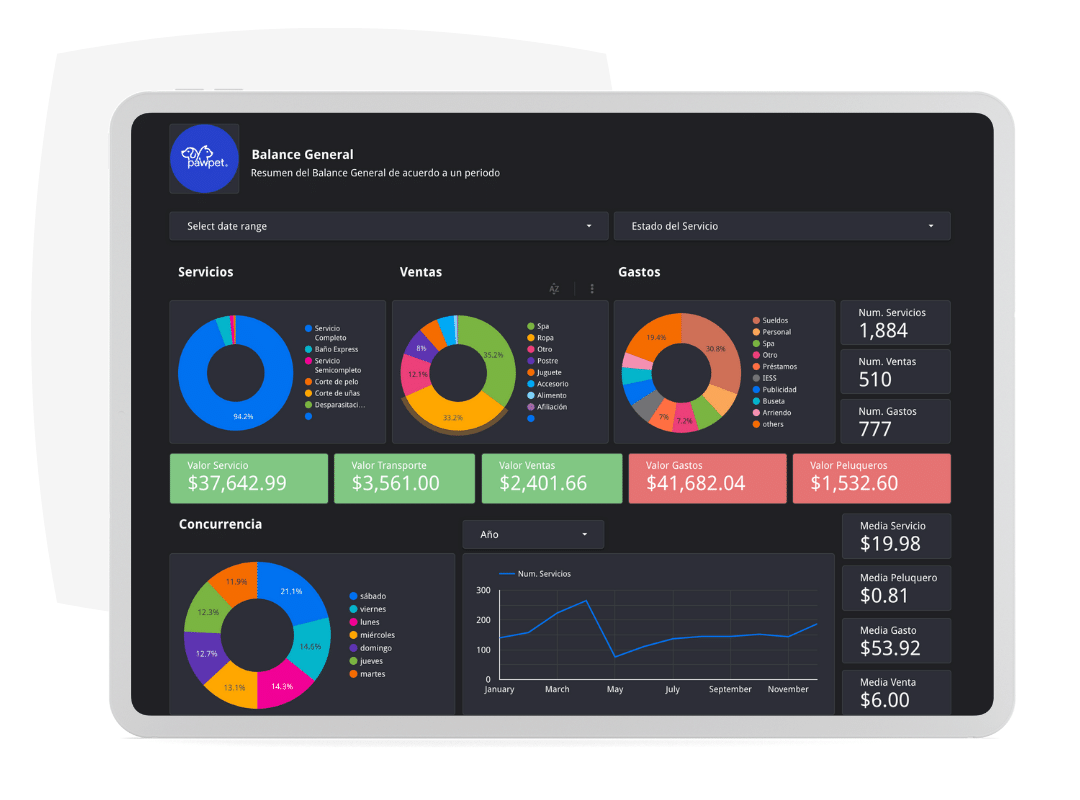 pawpet.
Balance General
Resumen del Balance General de acuerdo a un periodo
Select date range
Estado del Servicio
Servicios
Ventas
Gastos
94.2%
Servicio
Completo
Baño Express
Servicio
Semicompleto
Corte de pelo
Corte de uñas
Desparasitaci...
35.2%
33.2%
12.1%
8%
Spa
Ropa
Otro
Postre
Juguete
Accesorio
Alimento
Afiliación
30.8%
7.2%
7%
19.4%
Sueldos
Personal
Spa
Otro
Préstamos
IESS
Publicidad
Buseta
Arriendo
others
Num. Servicios
1,884
Num. Ventas
510
Num. Gastos
777
Valor Servicio
$37,642.99
Valor Transporte
$3,561.00
Valor Ventas
$2,401.66
Valor Gastos
$41,682.04
Valor Peluqueros
$1,532.60
Concurrencia
Año
21.1%
14.5%
14.3%
13.1%
12.7%
12.3%
11.9%
sábado
viernes
lunes
miércoles
domingo
jueves
martes
Num. Servicios
300
200
100
0
January
March
May
July
September
November
Media Servicio
$19.98
Media Peluquero
$0.81
Media Gasto
$53.92
Media Venta
$6.00